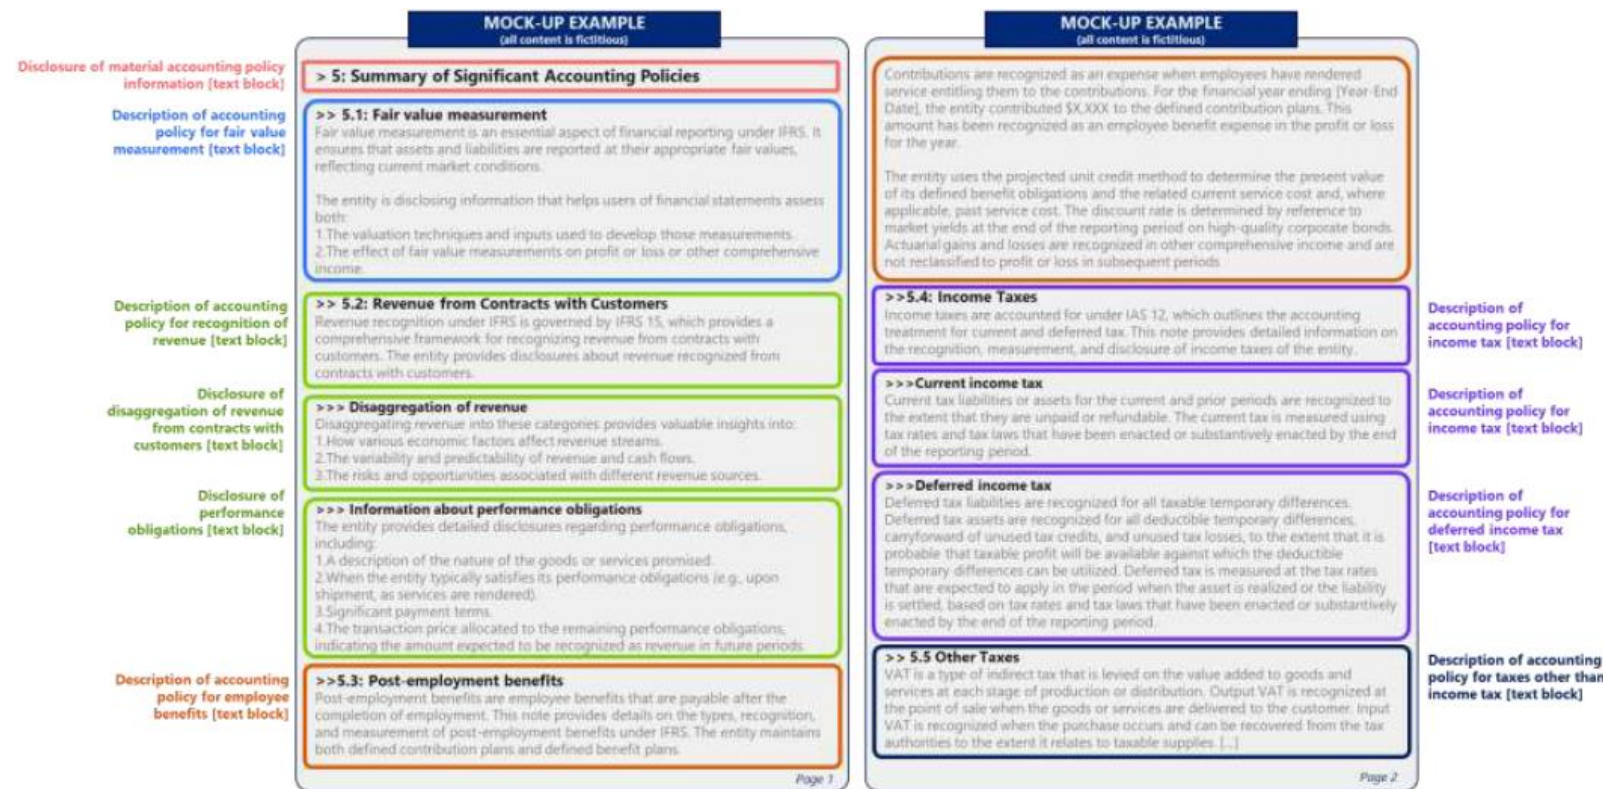 MOCK-UP EXAMPLE
(all content is fictitious)
Disclosure of material accounting policy
information [text block]
> 5: Summary of Significant Accounting Policies
Description of accounting
policy for fair value
measurement [text block]
>> 5.1: Fair value measurement
Fair value measurement is an essential aspect of financial reporting under IFRS. It
ensures that assets and liabilities are reported at their appropriate fair values,
reflecting current market conditions.
The entity is disclosing information that helps users of financial statements assess
both:
1.The valuation techniques and inputs used to develop those measurements.
2.The effect of fair value measurements on profit or loss or other comprehensive
income.
Description of accounting
policy for recognition of
revenue [text block]
>> 5.2: Revenue from Contracts with Customers
Revenue recognition under IFRS is governed by IFRS 15, which provides a
comprehensive framework for recognizing revenue from contracts with
customers. The entity provides disclosures about revenue recognized from
contracts with customers.
Disclosure of
disaggregation of revenue
from contracts with
customers [text block]
>>> Disaggregation of revenue
Disaggregating revenue into these categories provides valuable insights into:
1.How various economic factors affect revenue streams.
2.The variability and predictability of revenue and cash flows.
3.The risks and opportunities associated with different revenue sources.
Disclosure of
performance
obligations [text block]
>>> Information about performance obligations
The entity provides detailed disclosures regarding performance obligations,
including:
1.A description of the nature of the goods or services promised.
2.When the entity typically satisfies its performance obligations (e.g., upon
shipment, as services are rendered).
3.Significant payment terms.
4.The transaction price allocated to the remaining performance obligations,
indicating the amount expected to be recognized as revenue in future periods.
Description of accounting
policy for employee
benefits [text block]
>>5.3: Post-employment benefits
Post-employment benefits are employee benefits that are payable after the
completion of employment. This note provides details on the types, recognition,
and measurement of post-employment benefits under IFRS. The entity maintains
both defined contribution plans and defined benefit plans.
Page 1
MOCK-UP EXAMPLE
(all content is fictitious)
Contributions are recognized as an expense when employees have rendered
service entitling them to the contributions. For the financial year ending [Year-End
Date], the entity contributed $X,XXX to the defined contribution plans. This
amount has been recognized as an employee benefit expense in the profit or loss
for the year.
The entity uses the projected unit credit method to determine the present value
of its defined benefit obligations and the related current service cost and, where
applicable, past service cost. The discount rate is determined by reference to
market yields at the end of the reporting period on high-quality corporate bonds.
Actuarial gains and losses are recognized in other comprehensive income and are
not reclassified to profit or loss in subsequent periods
>>5.4: Income Taxes
Income taxes are accounted for under IAS 12, which outlines the accounting
treatment for current and deferred tax. This note provides detailed information on
the recognition, measurement, and disclosure of income taxes of the entity.
Description of
accounting policy for
income tax [text block]
>>>Current income tax
Current tax liabilities or assets for the current and prior periods are recognized to
the extent that they are unpaid or refundable. The current tax is measured using
tax rates and tax laws that have been enacted or substantively enacted by the end
of the reporting period.
Description of
accounting policy for
income tax [text block]
>>>Deferred income tax
Deferred tax liabilities are recognized for all taxable temporary differences.
Deferred tax assets are recognized for all deductible temporary differences,
carryforward of unused tax credits, and unused tax losses, to the extent that it is
probable that taxable profit will be available against which the deductible
temporary differences can be utilized. Deferred tax is measured at the tax rates
that are expected to apply in the period when the asset is realized or the liability
is settled, based on tax rates and tax laws that have been enacted or substantively
enacted by the end of the reporting period.
Description of
accounting policy for
deferred income tax
[text block]
>> 5.5 Other Taxes
VAT is a type of indirect tax that is levied on the value added to goods and
services at each stage of production or distribution. Output VAT is recognized at
the point of sale when the goods or services are delivered to the customer. Input
VAT is recognized when the purchase occurs and can be recovered from the tax
authorities to the extent it relates to taxable supplies. [...]
Description of accounting
policy for taxes other than
income tax [text block]
Page 2